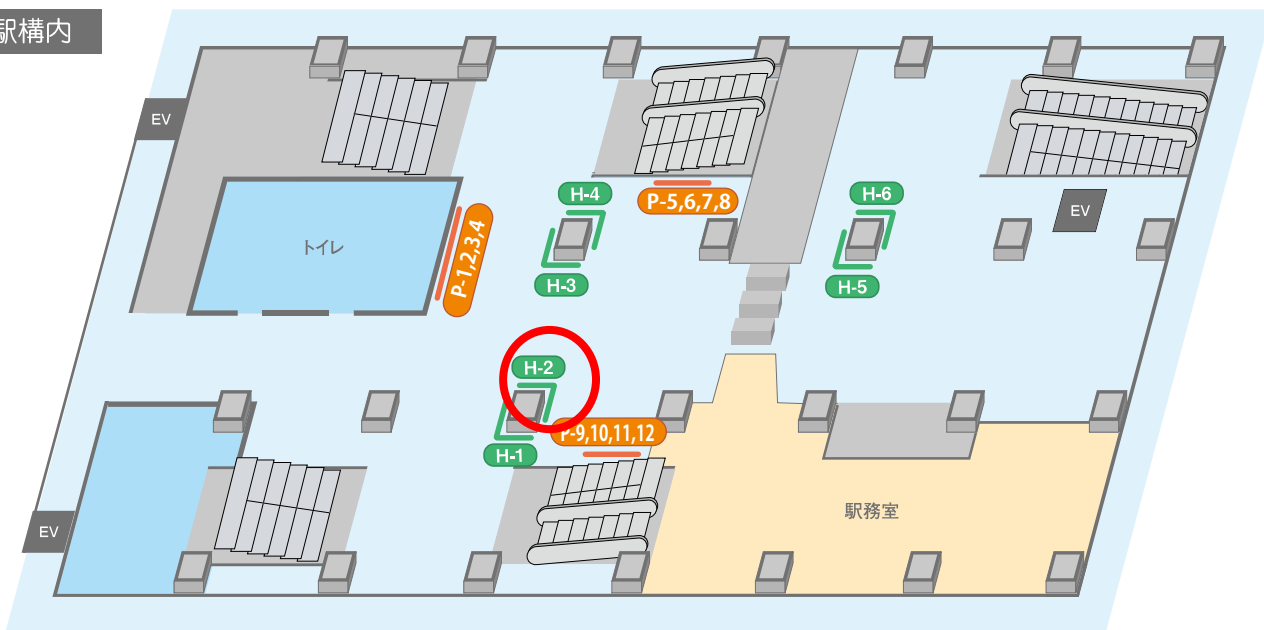 駅構内
EV
H-4
P-5,6,7,8
H-6
EV
トイレ
P-1,2,3,4
H-3
H-5
H-2
P-9,10,11,12
H-1
駅務室
EV